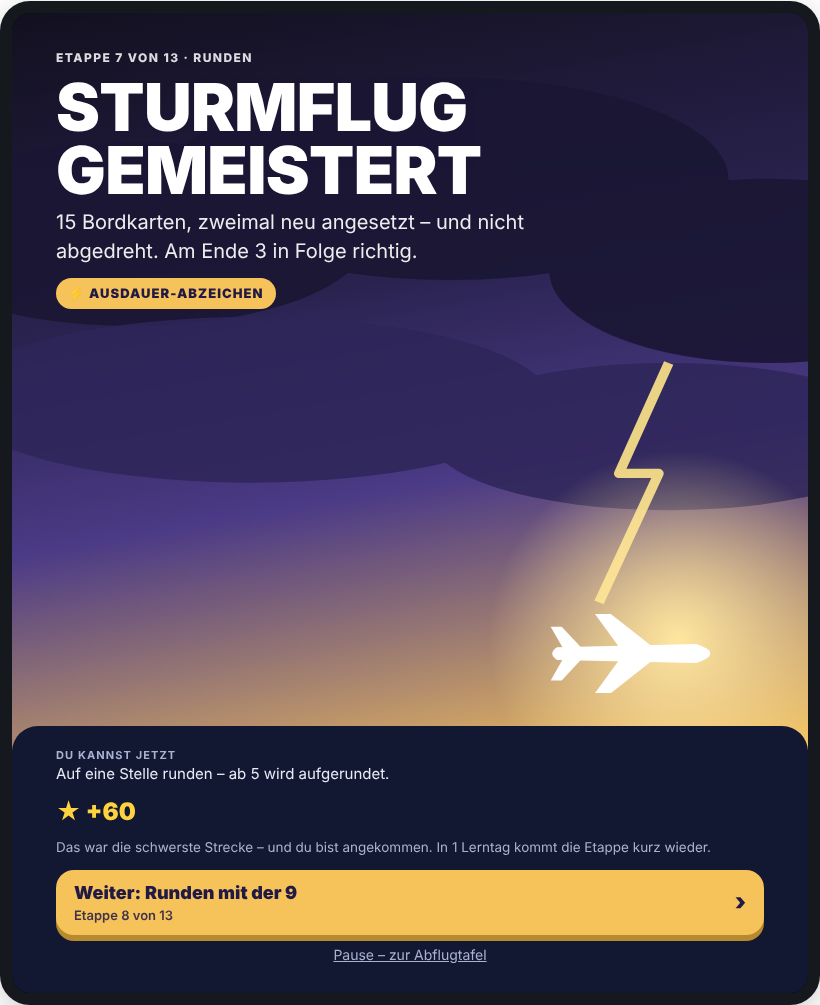 ETAPPE 7 VON 13 · RUNDEN
STURMFLUG
GEMEISTERT
15 Bordkarten, zweimal neu angesetzt – und nicht
abgedreht. Am Ende 3 in Folge richtig.
⚡ AUSDAUER-ABZEICHEN
DU KANNST JETZT
Auf eine Stelle runden – ab 5 wird aufgerundet.
★ +60
Das war die schwerste Strecke – und du bist angekommen. In 1 Lerntag kommt die Etappe kurz wieder.
Weiter: Runden mit der 9
Etappe 8 von 13
›
Pause – zur Abflugtafel